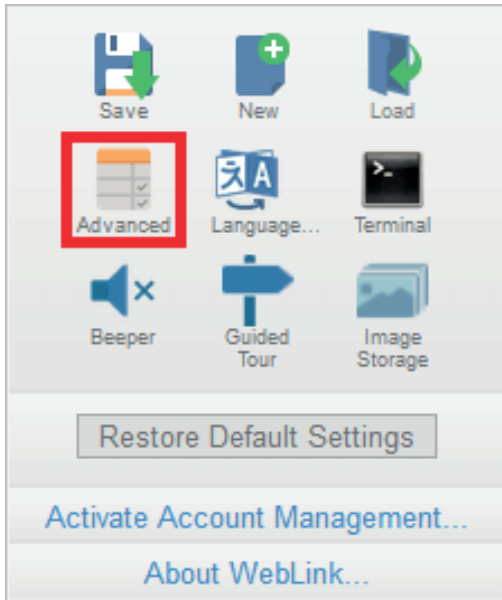 Save New Load
Advanced Language... Terminal
Beeper Guided Tour Image Storage
Restore Default Settings
Activate Account Management...
About WebLink...